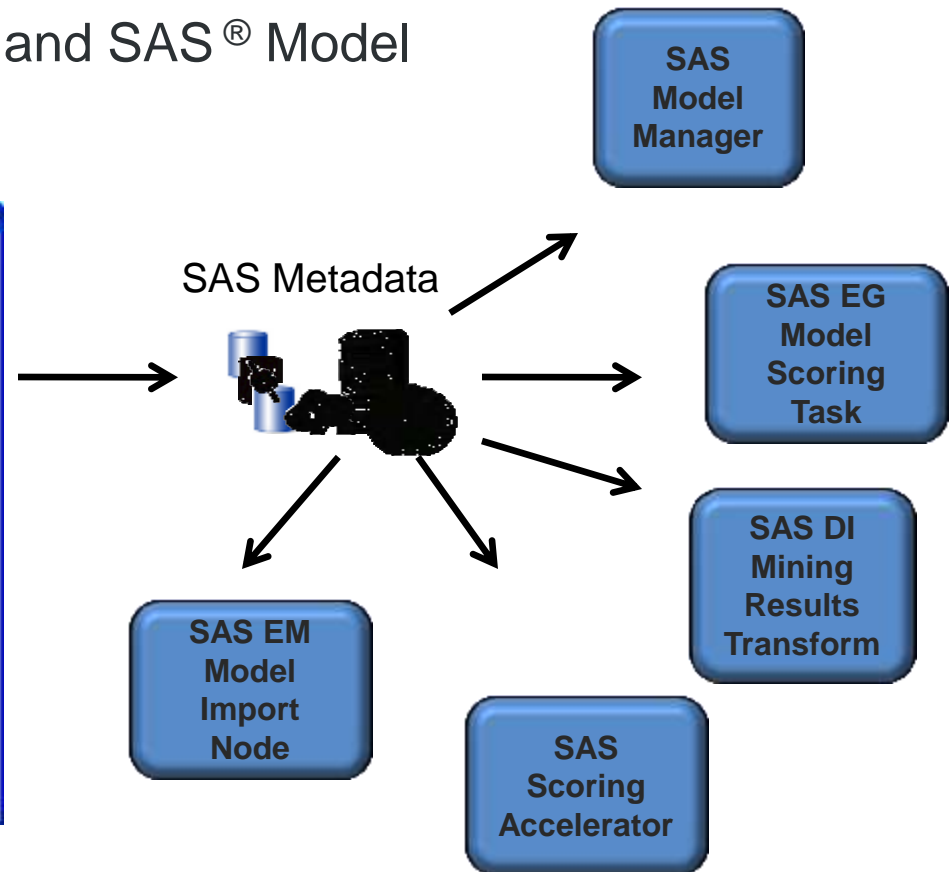 and SAS® Model
SAS
Model
Manager
SAS Metadata
SAS EG
Model
Scoring
Task
SAS DI
Mining
Results
Transform
SAS EM
Model
Import
Node
SAS
Scoring
Accelerator